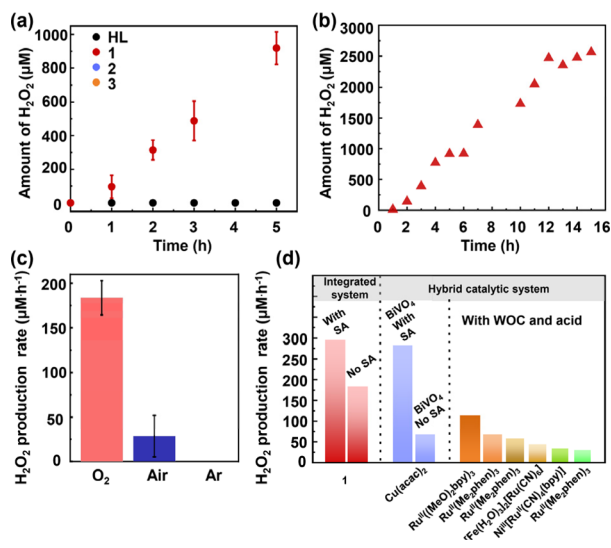 (a)
Amount of H₂O₂ (μM)
1000
800
600
400
200
0
HL
1
2
3
0 1 2 3 4 5
Time (h)
(b)
Amount of H₂O₂ (μM)
2500
2000
1500
1000
500
0
0 2 4 6 8 10 12 14 16
Time (h)
(c)
H₂O₂ production rate (μM·h⁻¹)
200
150
100
50
0
O₂ Air Ar
(d)
H₂O₂ production rate (μM·h⁻¹)
300
250
200
150
100
50
0
Integrated
system
Hybrid catalytic system
With SA
No SA
BiVO₄
With
SA
BiVO₄
No SA
With WOC and acid
1
Cu(acac)₂
Ruᴵᴵ((MeO)₂bpy)₃
Ruᴵᴵ(Me₂phen)₃
Ruᴵᴵ(Me₂phen)₃
[Fe(H₂O)₃]₂[Ru(CN)₆]
[Ruᴵᴵ(CN)₄(bpy)]
Ruᴵᴵ(Me₂phen)₃